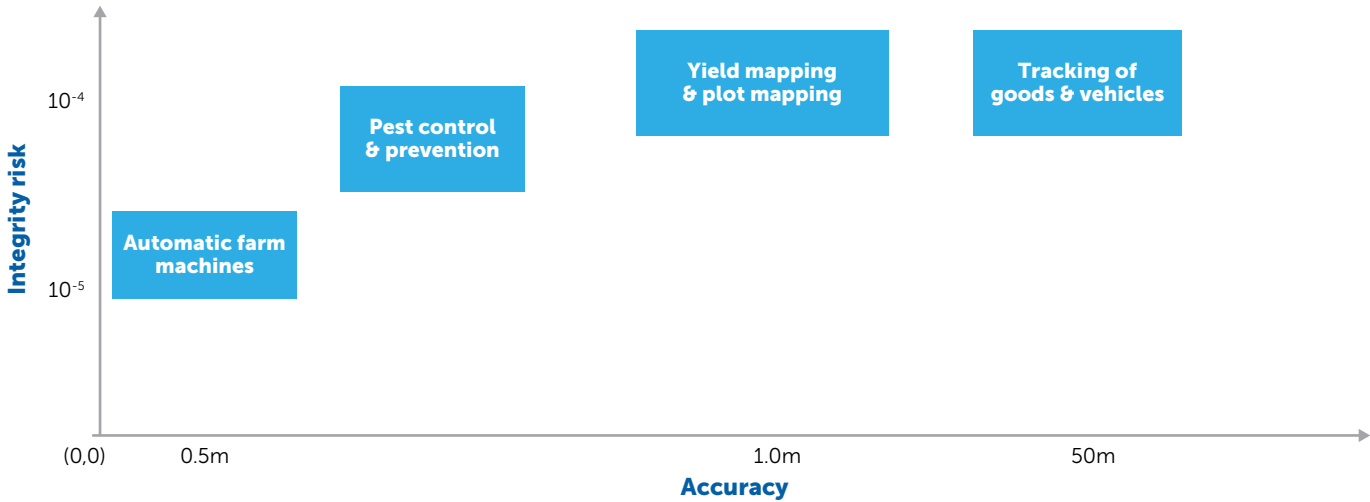 Yield mapping
& plot mapping
Tracking of
goods & vehicles
10-4
Pest control
& prevention
Integrity risk
Automatic farm
machines
10-5
(0,0)
0.5m
1.0m
50m
Accuracy